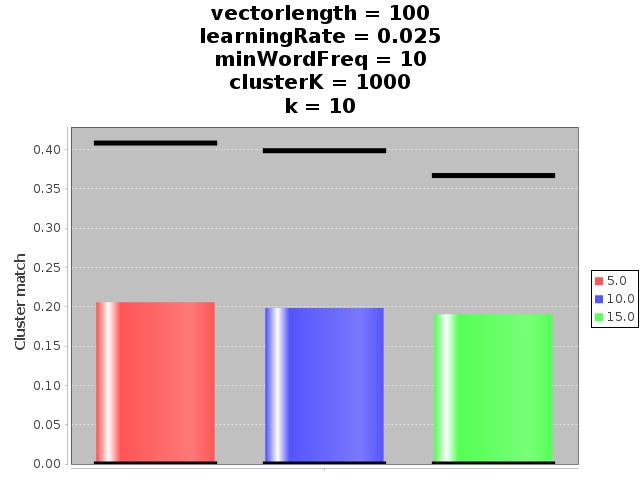 vectorlength = 100
learningRate = 0.025
minWordFreq = 10
clusterK = 1000
k = 10
0.40
0.35
0.30
0.25
0.20
0.15
0.10
0.05
0.00
Cluster match
5.0
10.0
15.0